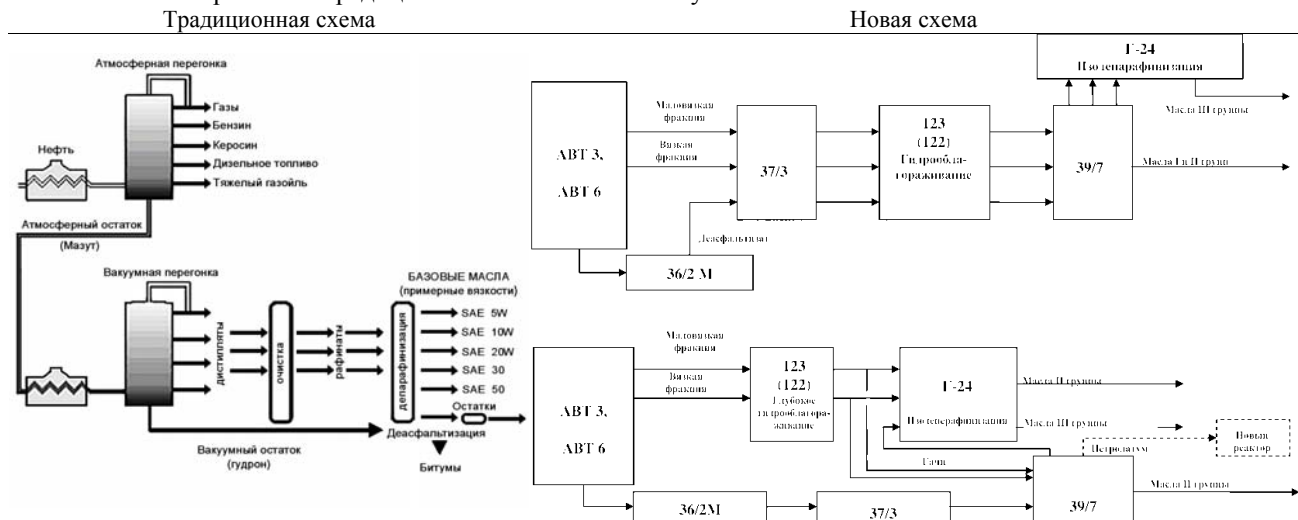 Традиционная схема
Новая схема
Атмосферная перегонка
Газы
Бензин
Керосин
Дизельное топливо
Тяжелый газойль
Нефть
Атмосферный остаток
(Мазут)
Вакуумная перегонка
дистилляты
очистка
рафинаты
БАЗОВЫЕ МАСЛА
(примерные вязкости)
депарафинизация
SAE 5W
SAE 10W
SAE 20W
SAE 30
SAE 50
Остатки
Деасфальтизация
Битумы
Вакуумный остаток
(гудрон)
Г-24
Изодепарафинизация
Масла III группы
АВТ 3,
АВТ 6
Маловязкая
фракция
Вязкая
фракция
37/3
123
(122)
Гидрообла-
гораживание
39/7
Масла I и II групп
Деасфальтизат
36/2 М
АВТ 3,
АВТ 6
Маловязкая
фракция
Вязкая
фракция
123
(122)
Глубокое
гидрооблагора-
живание
Г-24
Изодепарафинизация
Масла II группы
Масла III группы
Петролатум
Новый
реактор
Гачи
Масла II группы
36/2М
37/3
39/7